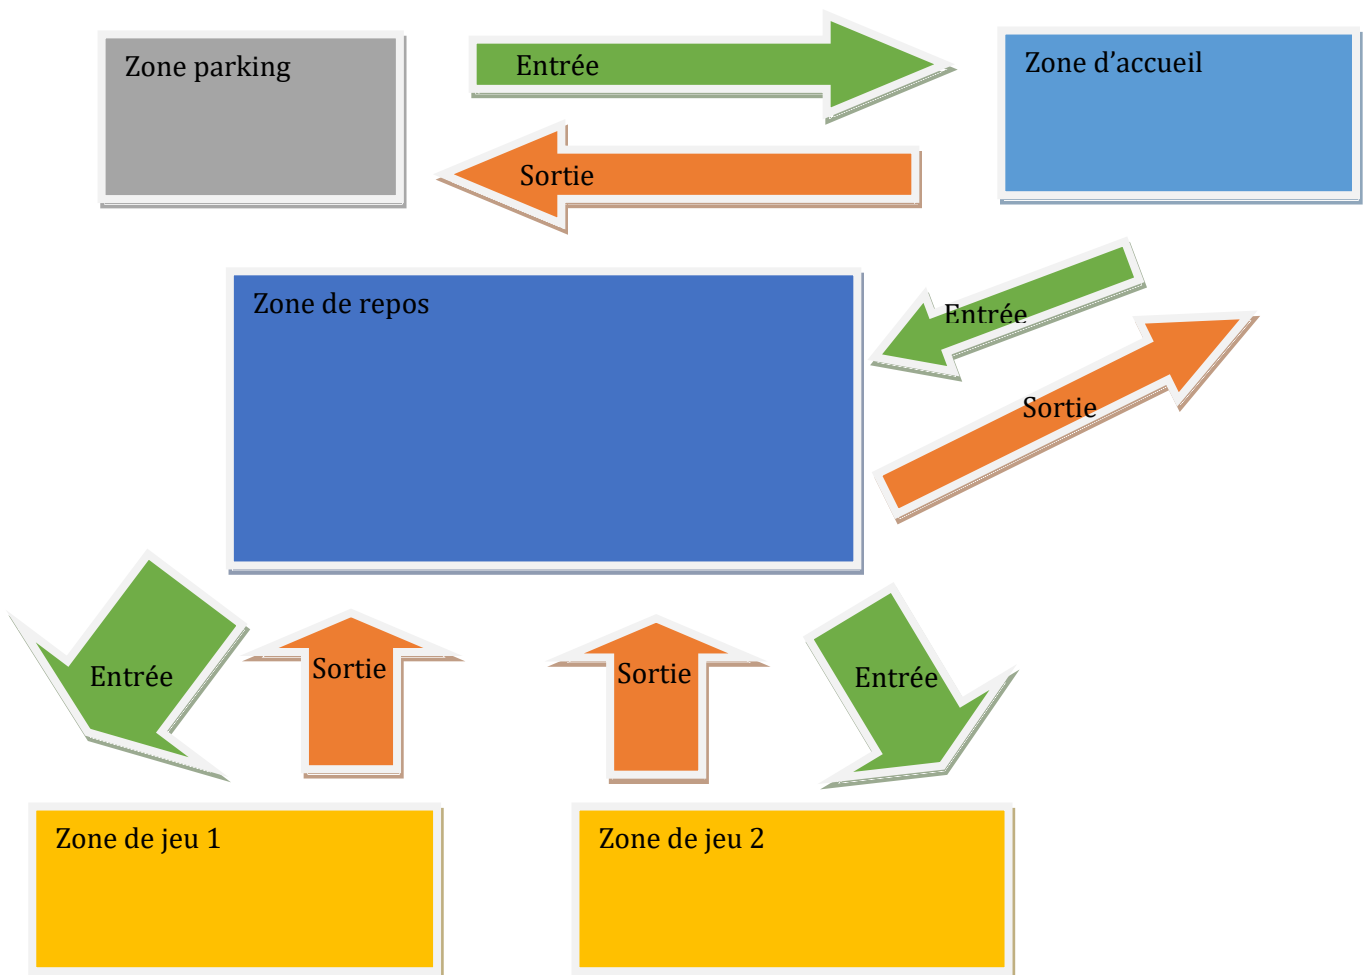 Zone parking
Entrée
Zone d’accueil
Sortie
Zone de repos
Entrée
Sortie
Entrée
Sortie
Sortie
Entrée
Zone de jeu 1
Zone de jeu 2